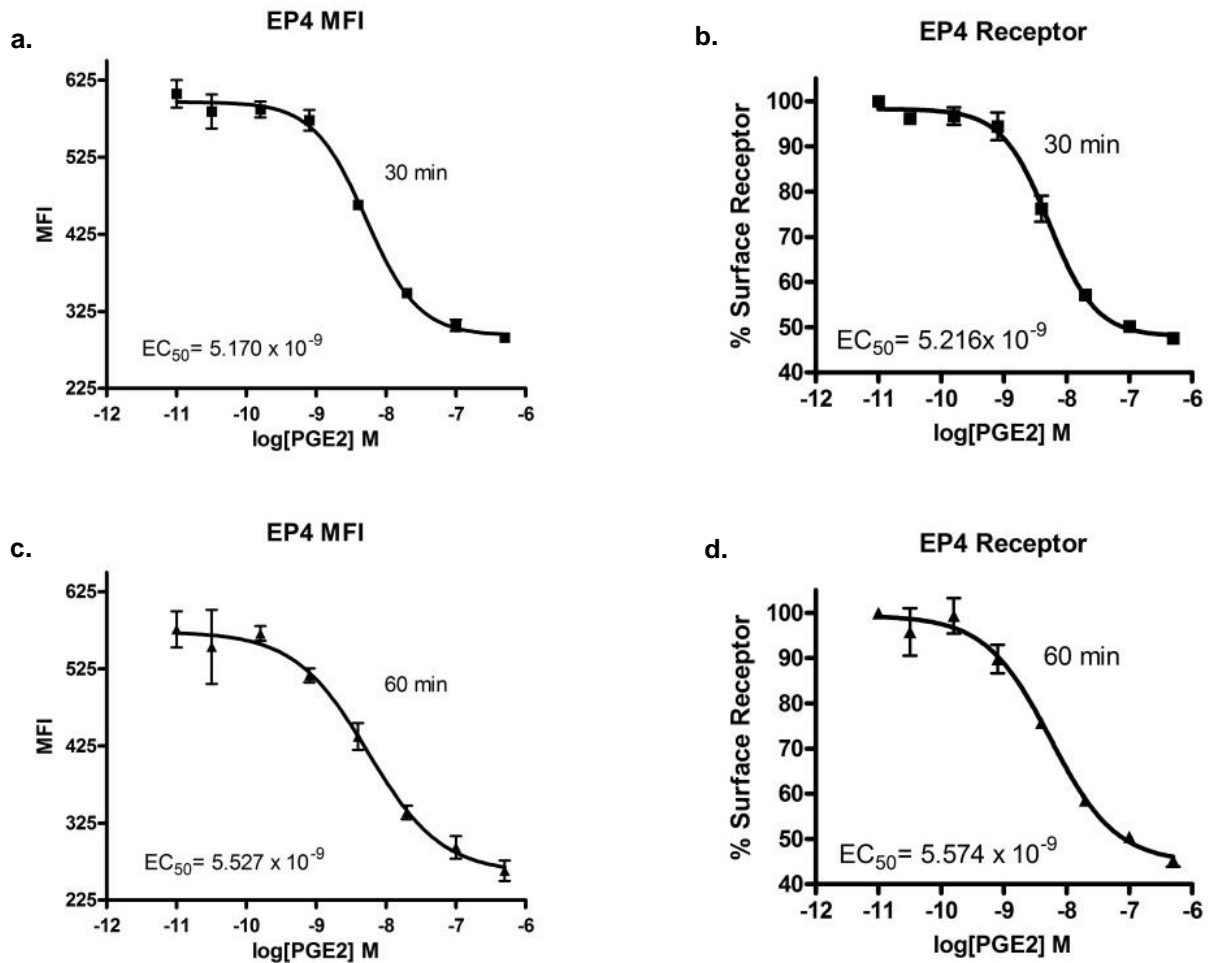 a.
EP4 MFI
625
525
425
325
225
MFI
30 min
EC50= 5.170 x 10-9
-12 -11 -10 -9 -8 -7 -6
log[PGE2] M
b.
EP4 Receptor
100
90
80
70
60
50
40
% Surface Receptor
30 min
EC50= 5.216x 10-9
-12 -11 -10 -9 -8 -7 -6
log[PGE2] M
c.
EP4 MFI
625
525
425
325
225
MFI
60 min
EC50= 5.527 x 10-9
-12 -11 -10 -9 -8 -7 -6
log[PGE2] M
d.
EP4 Receptor
100
90
80
70
60
50
40
% Surface Receptor
60 min
EC50= 5.574 x 10-9
-12 -11 -10 -9 -8 -7 -6
log[PGE2] M